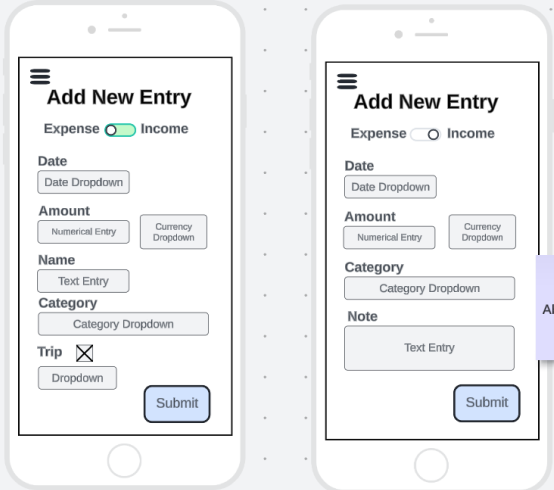 Add New Entry
Expense Income
Date
Date Dropdown
Amount
Numerical Entry
Currency
Dropdown
Name
Text Entry
Category
Category Dropdown
Trip
Dropdown
Submit
Add New Entry
Expense Income
Date
Date Dropdown
Amount
Numerical Entry
Currency
Dropdown
Category
Category Dropdown
Note
Text Entry
Submit